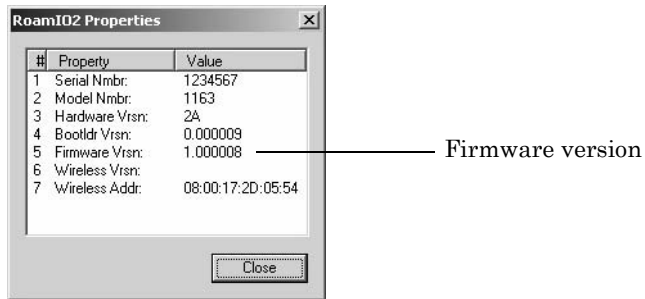 RoamIO2 Properties
# Property Value
1 Serial Nmbr: 1234567
2 Model Nmbr: 1163
3 Hardware Vrsn: 2A
4 Bootldr Vrsn: 0.000009
5 Firmware Vrsn: 1.000008 Firmware version
6 Wireless Vrsn:
7 Wireless Addr: 08:00:17:2D:05:54
Close